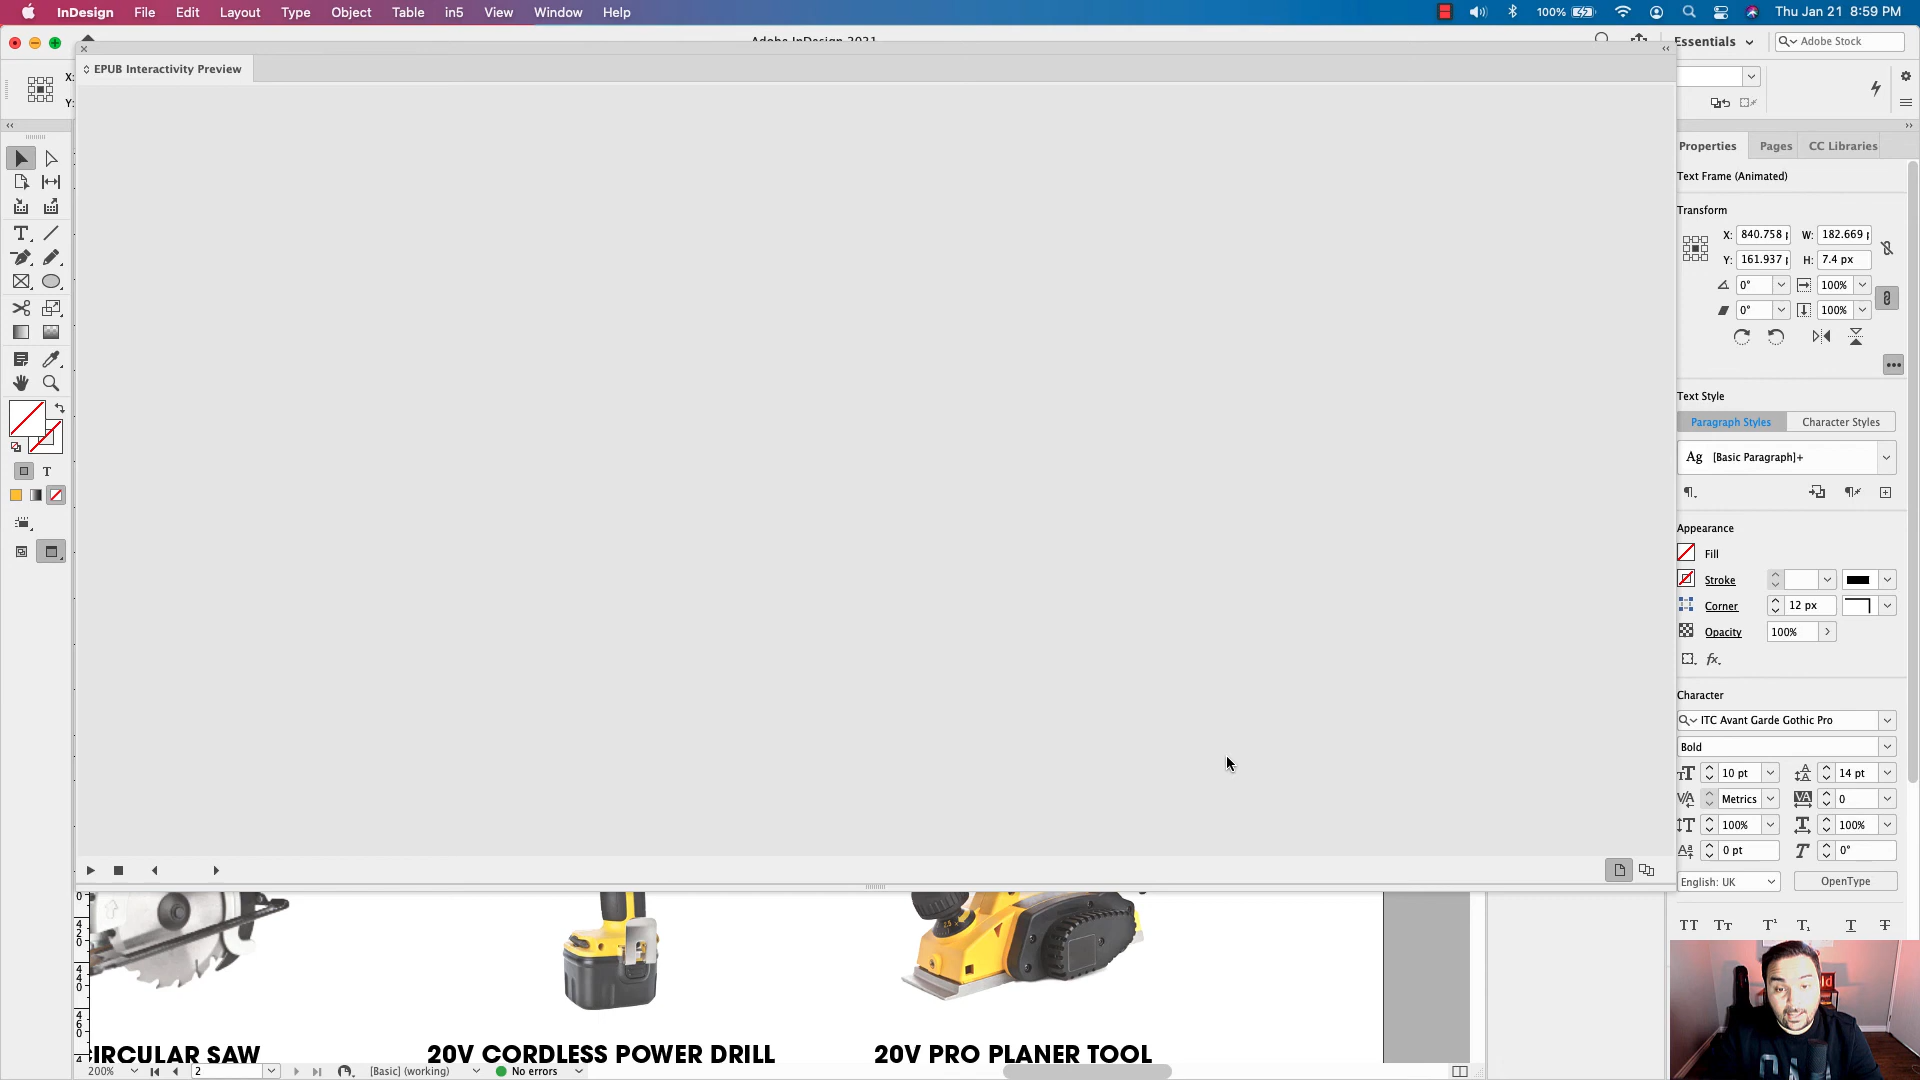 InDesign File Edit Layout Type Object Table in5 View Window Help 100% Thu Jan 21 8:59 PM
Adobe InDesign 2021 Essentials Adobe Stock
EPUB Interactivity Preview
X:
Y:
Properties Pages CC Libraries
Text Frame (Animated)
Transform
X: 840.758 W: 182.669
Y: 161.937 H: 7.4 px
0° 100%
0° 100%
Text Style
Paragraph Styles Character Styles
Ag [Basic Paragraph]+
Appearance
Fill
Stroke
Corner 12 px
Opacity 100%
fx.
Character
ITC Avant Garde Gothic Pro
Bold
10 pt 14 pt
Metrics 0
100% 100%
0 pt 0°
English: UK OpenType
CIRCULAR SAW 20V CORDLESS POWER DRILL 20V PRO PLANER TOOL
200% 2 [Basic] (working) No errors